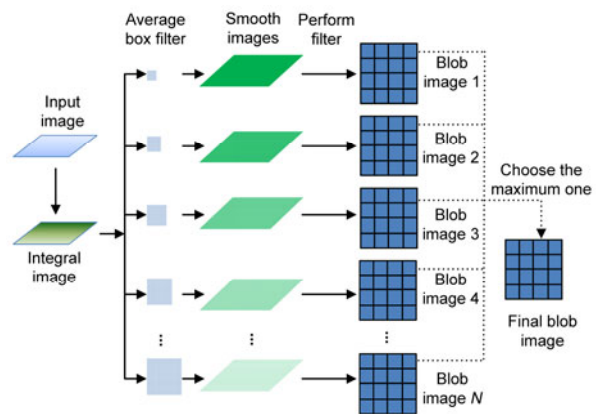 Average
box filter
Smooth
images
Perform
filter
Input
image
Integral
image
Blob
image 1
Blob
image 2
Blob
image 3
Blob
image 4
Blob
image N
...
...
...
Choose the
maximum one
Final blob
image